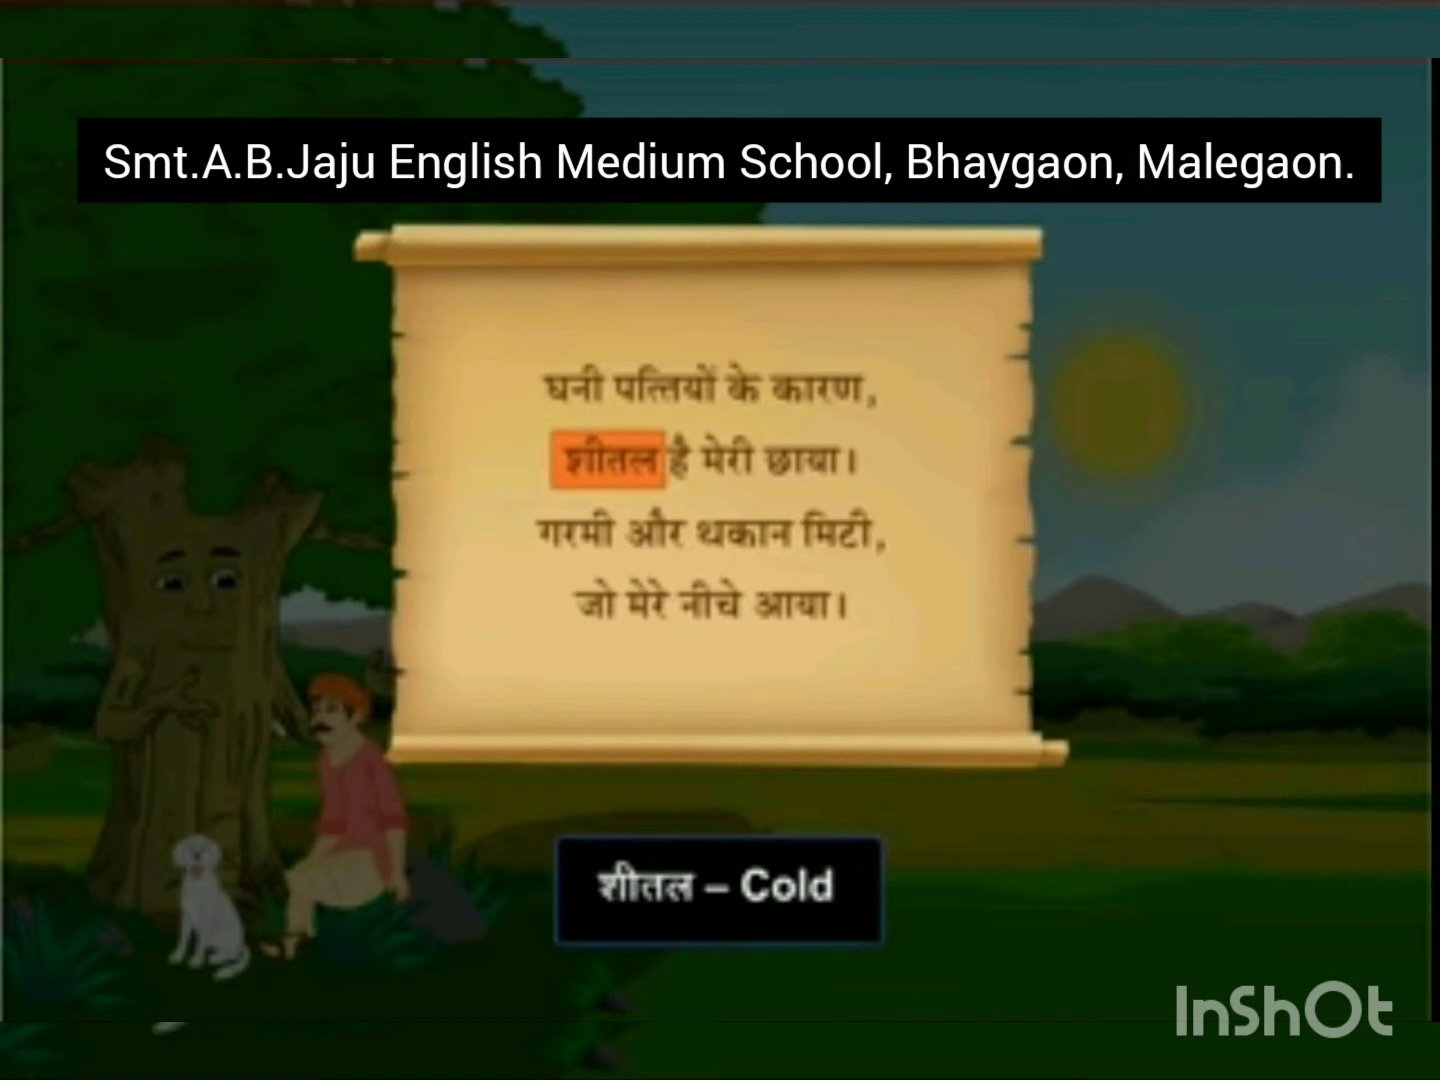 Smt.A.B.Jaju English Medium School, Bhaygaon, Malegaon.
घनी पत्तियों के कारण,
शीतल है मेरी छाया।
गरमी और थकान मिटी,
जो मेरे नीचे आया।
शीतल – Cold
InShOt